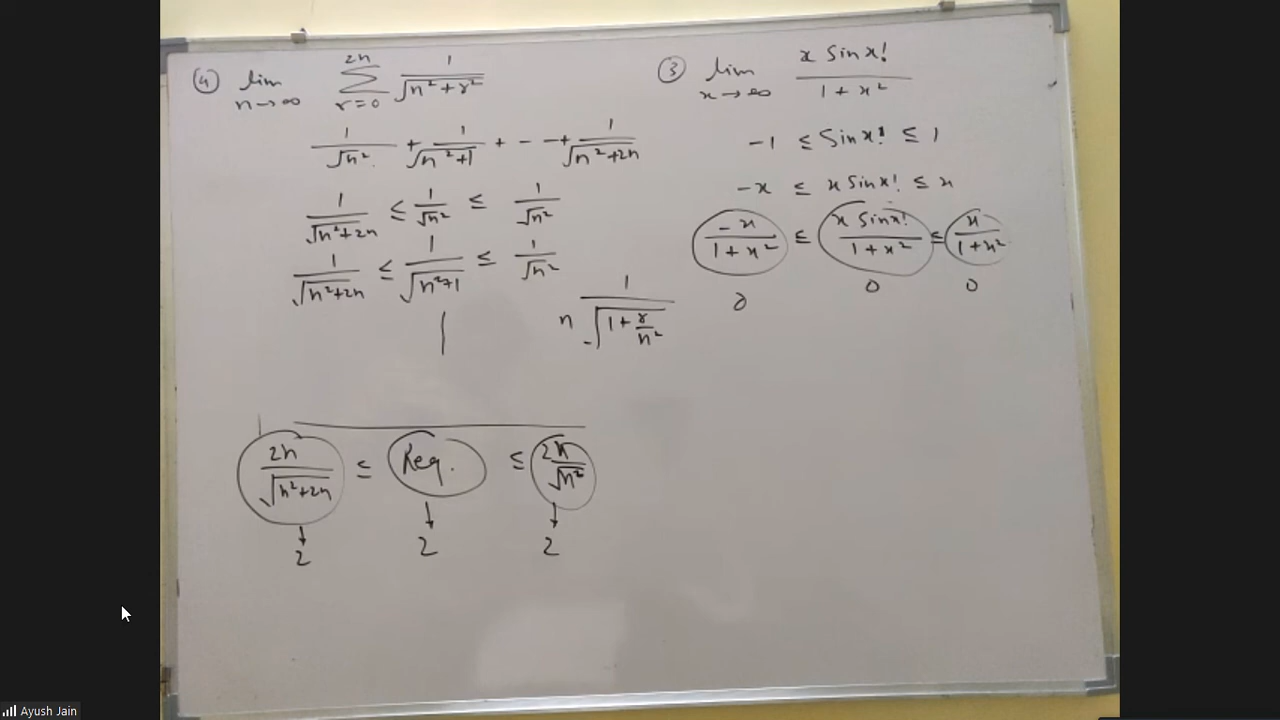 ④ lim n→∞ 2n Σ r=0 1/√n²+r²
1/√n² + 1/√n²+1 + - - + 1/√n²+2n
1/√n²+2n ≤ 1/√n² ≤ 1/√n²
1/√n²+2n ≤ 1/√n²+1 ≤ 1/√n²
1/n√1+r/n²
2n/√n²+2n ≤ Req. ≤ 2n/√n²
2 2 2
③ lim x→∞ x Sin x!/1+x²
-1 ≤ Sin x! ≤ 1
-x ≤ x Sin x! ≤ x
-x/1+x² ≤ x Sin x!/1+x² ≤ x/1+x²
0 0 0
Ayush Jain